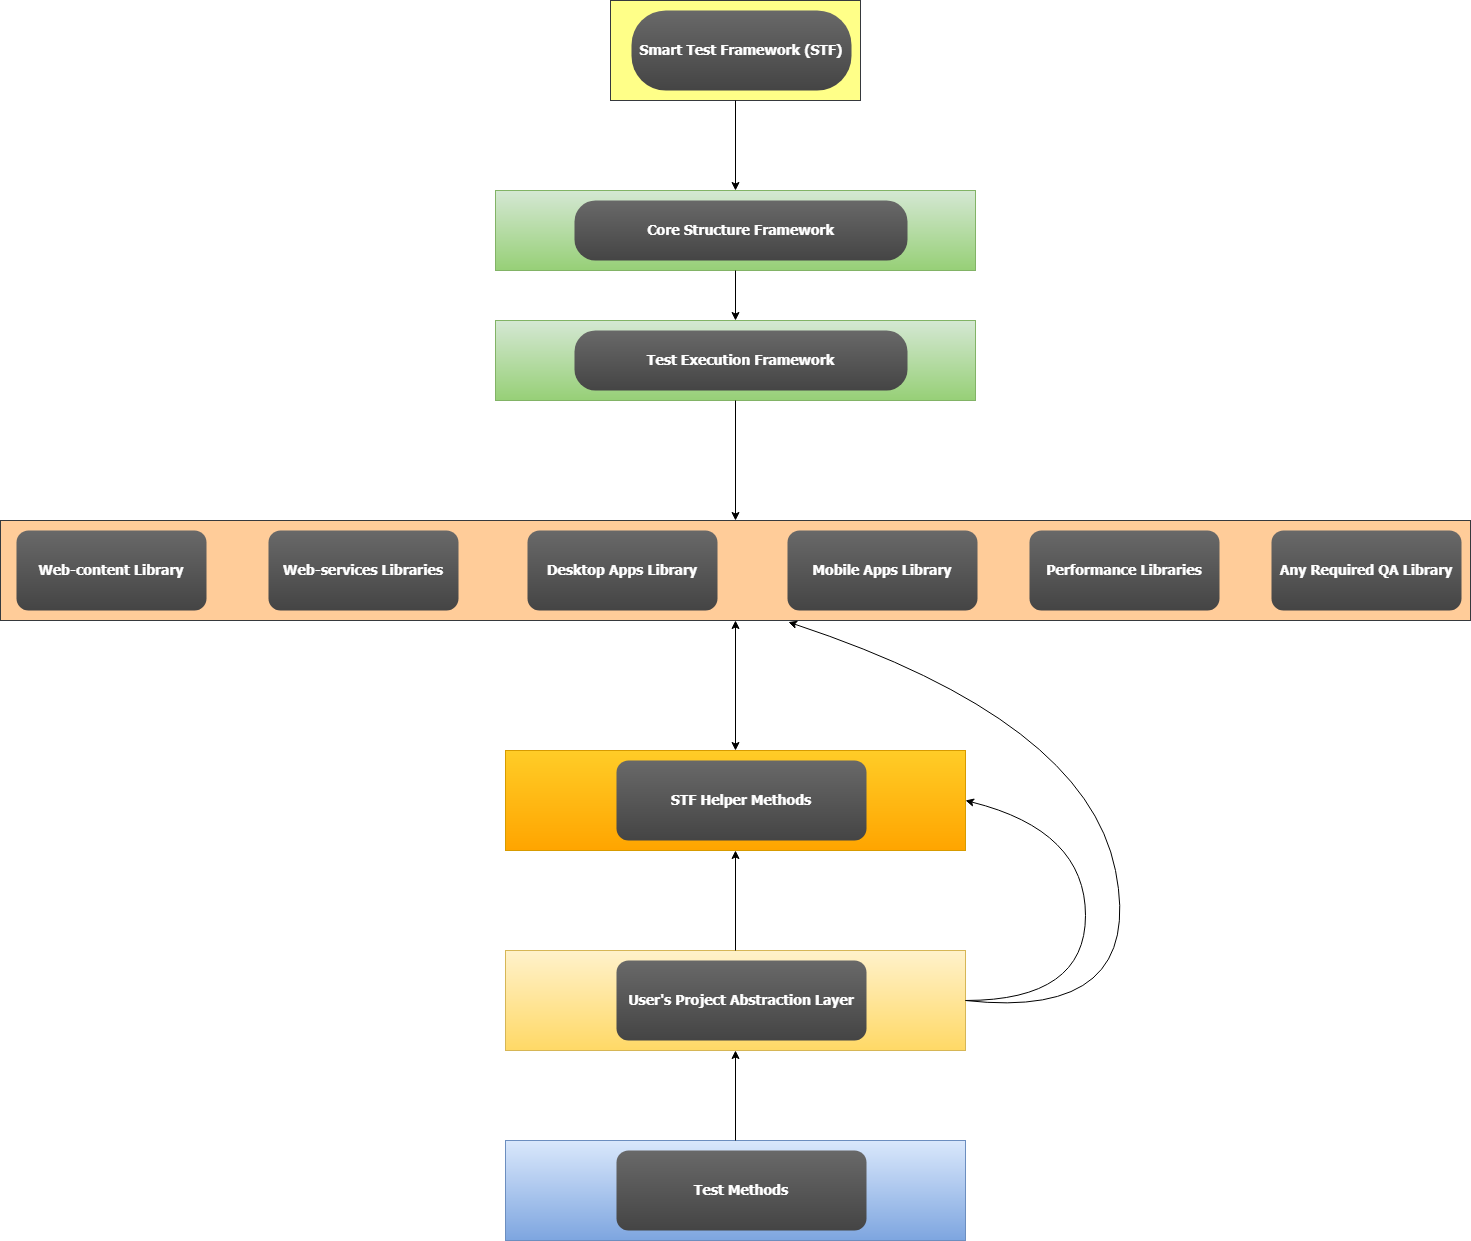 Smart Test Framework (STF)
Core Structure Framework
Test Execution Framework
Web-content Library
Web-services Libraries
Desktop Apps Library
Mobile Apps Library
Performance Libraries
Any Required QA Library
STF Helper Methods
User's Project Abstraction Layer
Test Methods